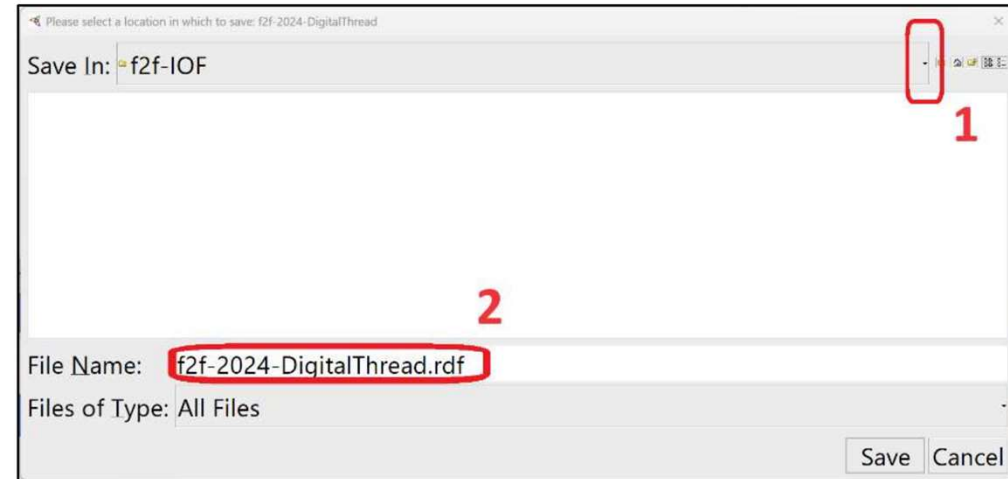 Please select a location in which to save: f2f-2024-DigitalThread
Save In: f2f-IOF
1
2
File Name: f2f-2024-DigitalThread.rdf
Files of Type: All Files
Save Cancel